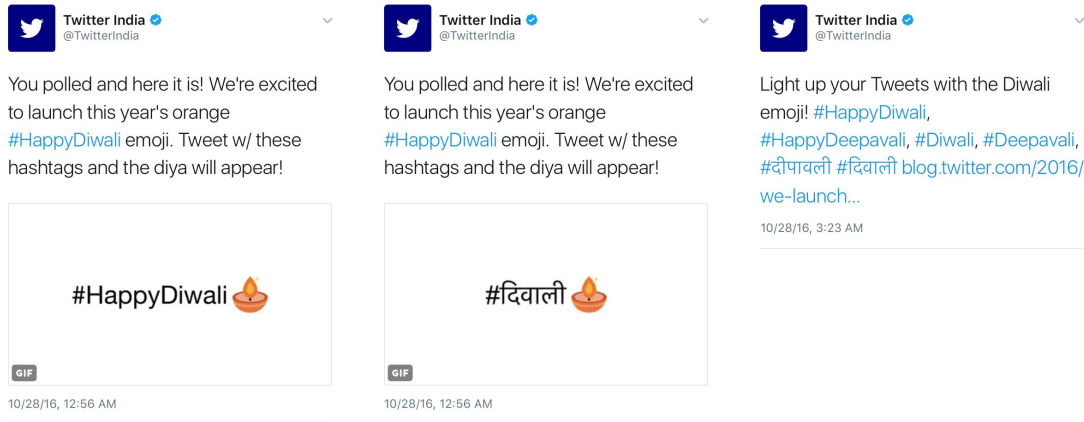 Twitter India
@TwitterIndia
You polled and here it is! We're excited
to launch this year's orange
#HappyDiwali emoji. Tweet w/ these
hashtags and the diya will appear!
#HappyDiwali
GIF
10/28/16, 12:56 AM
Twitter India
@TwitterIndia
You polled and here it is! We're excited
to launch this year's orange
#HappyDiwali emoji. Tweet w/ these
hashtags and the diya will appear!
#दिवाली
GIF
10/28/16, 12:56 AM
Twitter India
@TwitterIndia
Light up your Tweets with the Diwali
emoji! #HappyDiwali,
#HappyDeepavali, #Diwali, #Deepavali,
#दीपावली #दिवाली blog.twitter.com/2016/
we-launch...
10/28/16, 3:23 AM